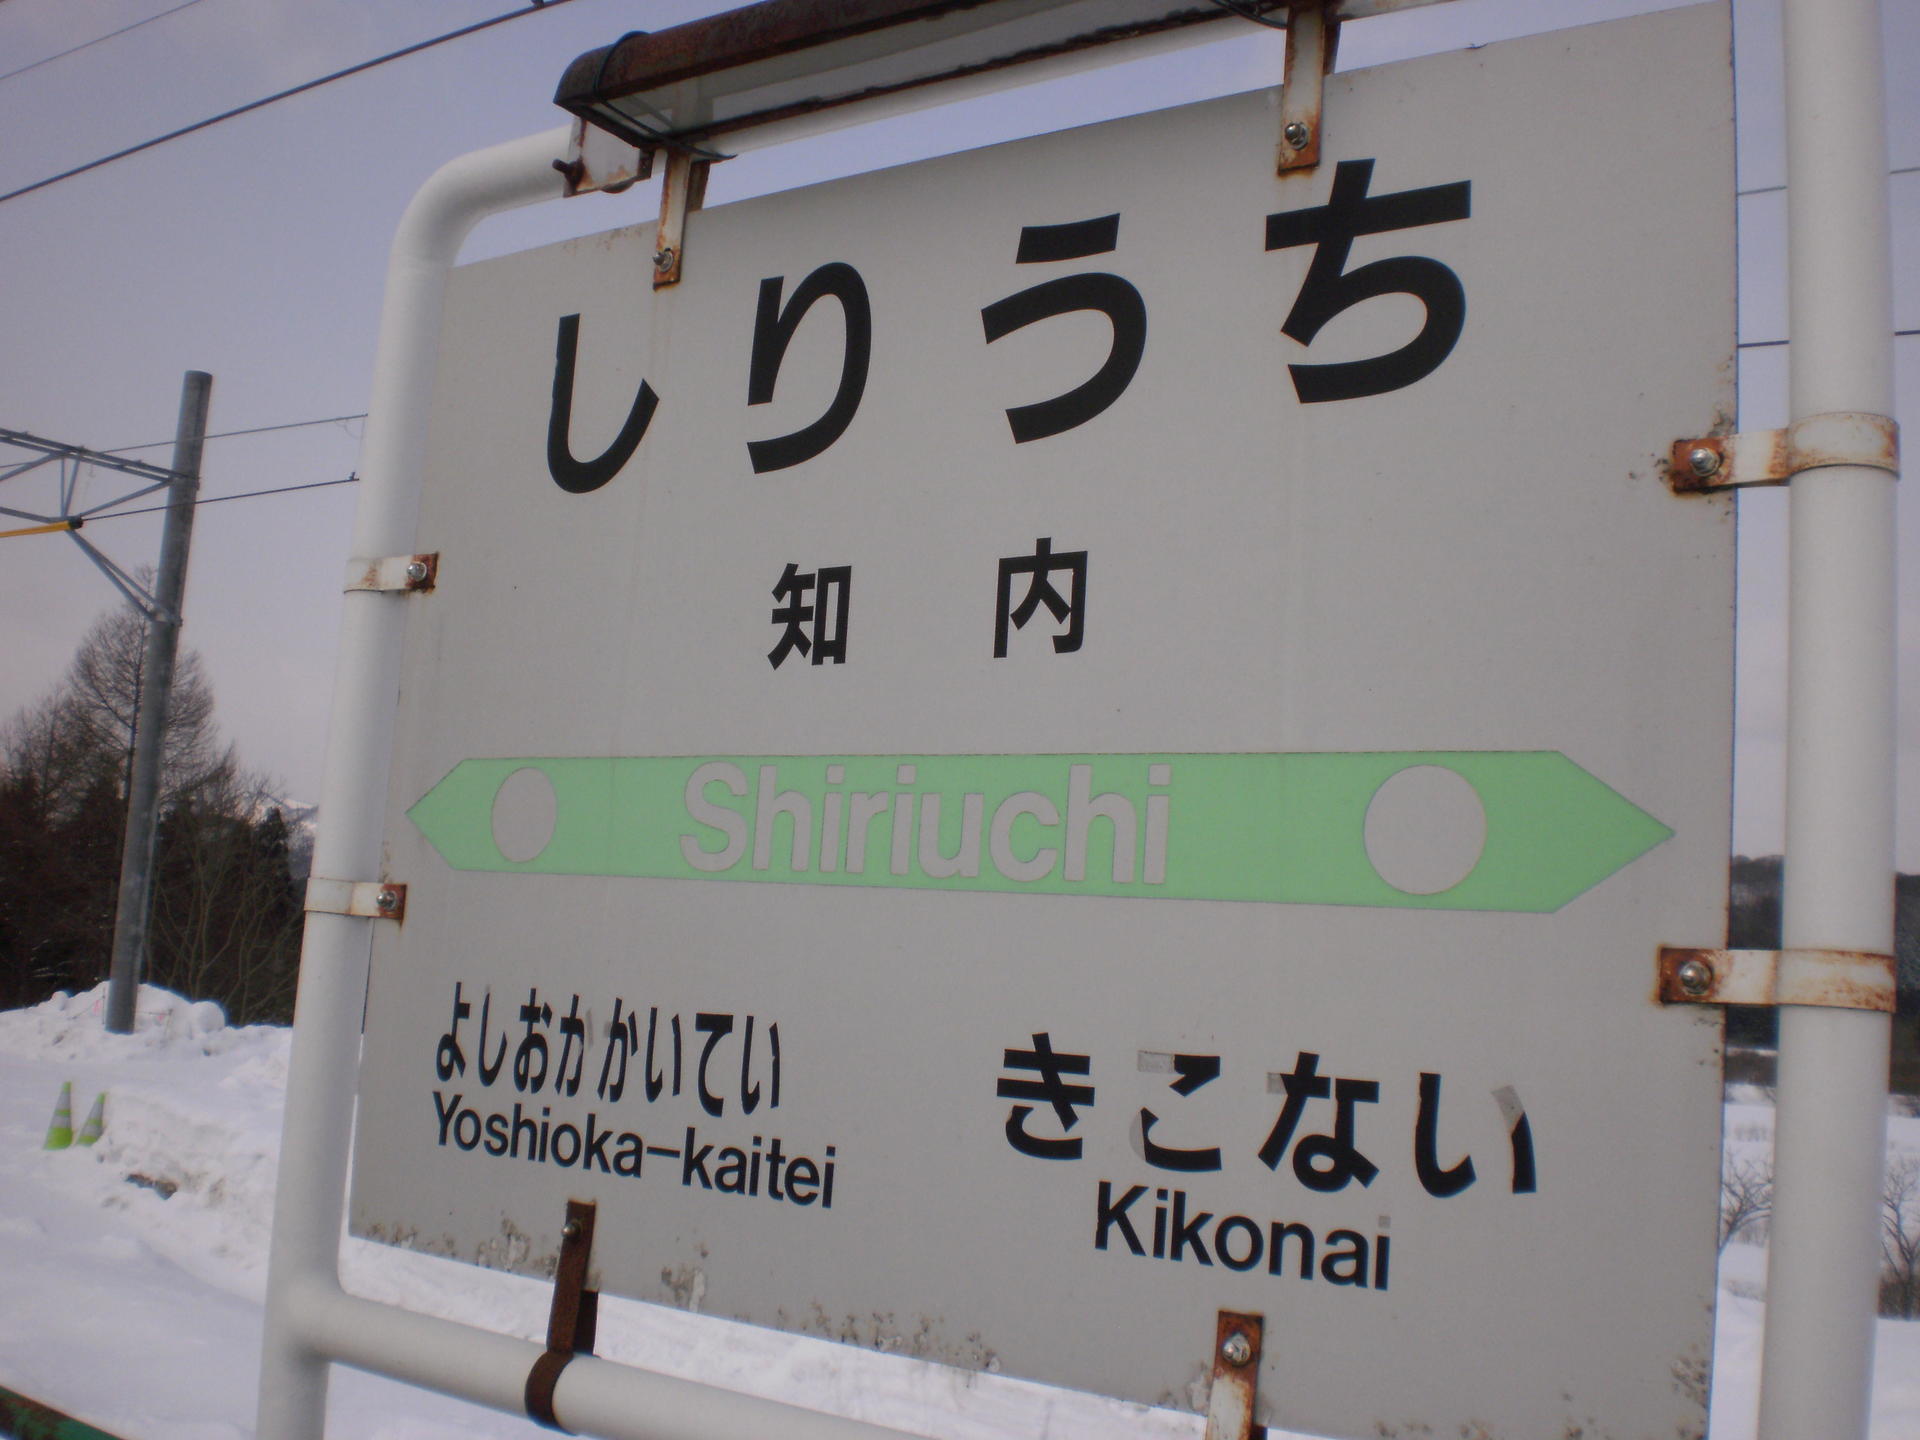 しりうち
知内
Shiriuchi
よしおかかいてい
Yoshioka-kaitei
きこない
Kikonai